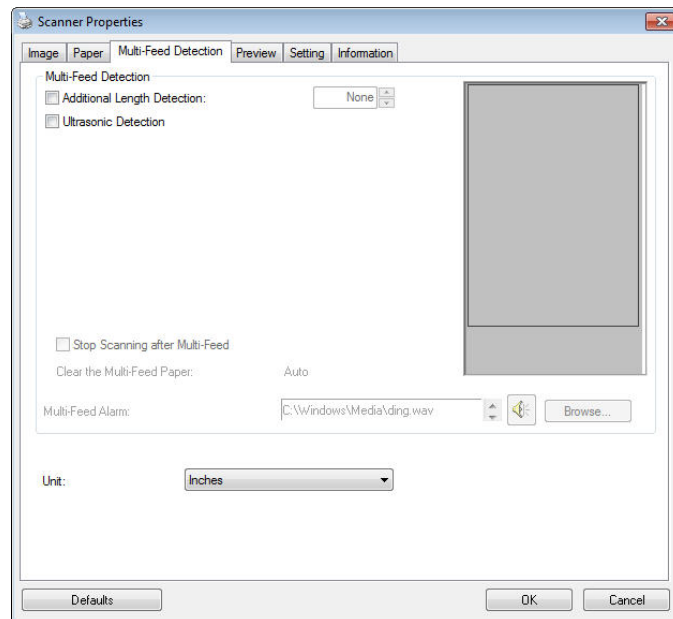 Scanner Properties
Image Paper Multi-Feed Detection Preview Setting Information
Multi-Feed Detection
Additional Length Detection: None
Ultrasonic Detection
Stop Scanning after Multi-Feed
Clear the Multi-Feed Paper: Auto
Multi-Feed Alarm: C:\Windows\Media\ding.wav Browse...
Unit: Inches
Defaults OK Cancel